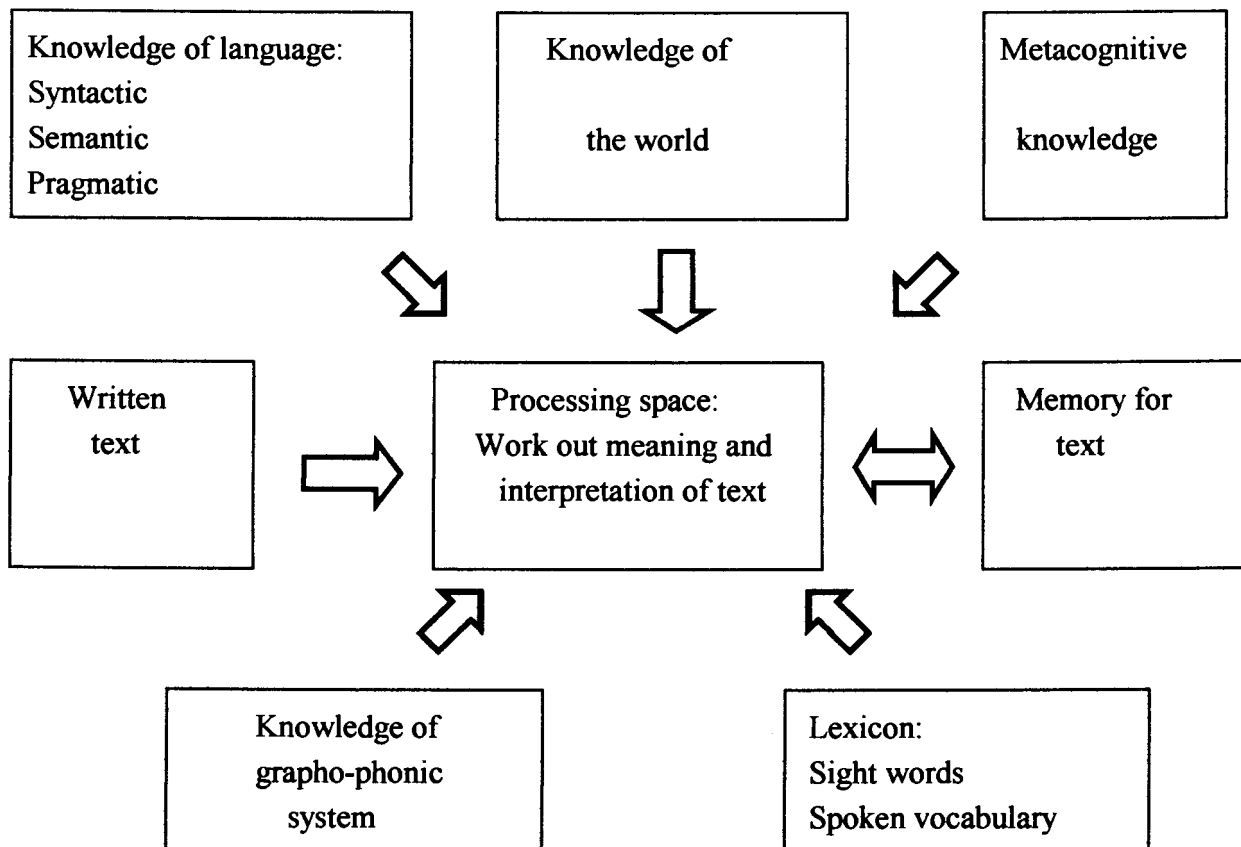 Knowledge of language:
Syntactic
Semantic
Pragmatic
Knowledge of
the world
Metacognitive
knowledge
Written
text
Processing space:
Work out meaning and
interpretation of text
Memory for
text
Knowledge of
grapho-phonic
system
Lexicon:
Sight words
Spoken vocabulary